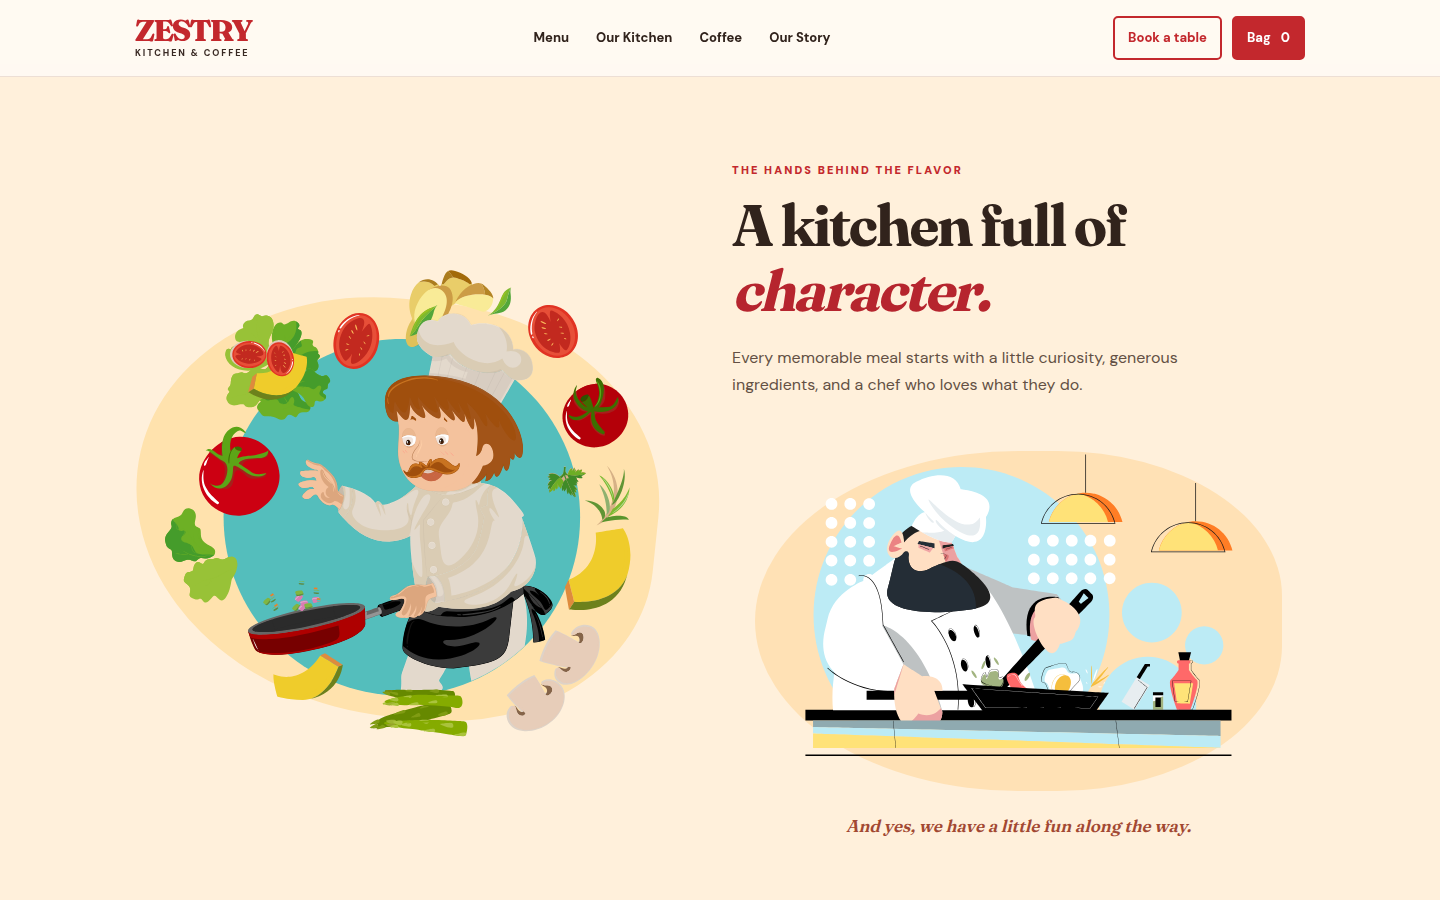 ZESTRY
KITCHEN & COFFEE
Menu
Our Kitchen
Coffee
Our Story
Book a table
Bag 0
THE HANDS BEHIND THE FLAVOR
A kitchen full of
character.
Every memorable meal starts with a little curiosity, generous
ingredients, and a chef who loves what they do.
And yes, we have a little fun along the way.